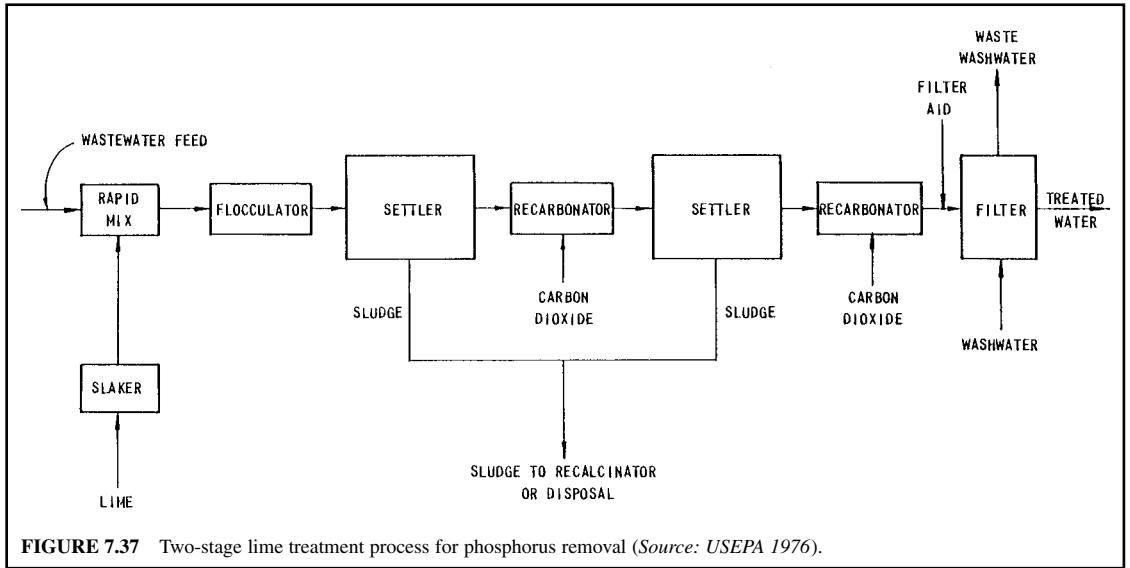 WASTE
WASHWATER
FILTER
AID
WASTEWATER FEED
RAPID
MIX
FLOCCULATOR
SETTLER
RECARBONATOR
SETTLER
RECARBONATOR
FILTER
TREATED
WATER
SLUDGE
CARBON
DIOXIDE
SLUDGE
CARBON
DIOXIDE
WASHWATER
SLAKER
LIME
SLUDGE TO RECALCINATOR
OR DISPOSAL
FIGURE 7.37 Two-stage lime treatment process for phosphorus removal (Source: USEPA 1976).